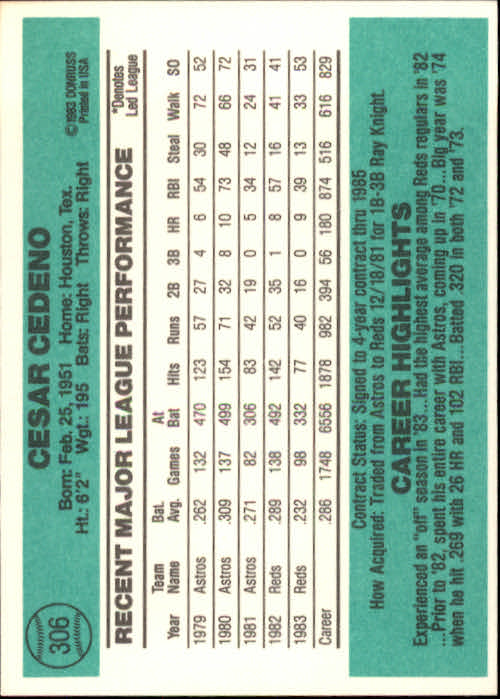 306
CESAR CEDENO
©1983 DONRUSS
Printed in USA
Born: Feb. 25, 1951 Home: Houston, Tex.
Ht.: 6'2" Wgt.: 195 Bats: Right Throws: Right
RECENT MAJOR LEAGUE PERFORMANCE
*Denotes
Led League
Year Team Name Bat. Avg. Games At Bat Hits Runs 2B 3B HR RBI Steal Walk SO
1979 Astros .262 132 470 123 57 27 4 6 54 30 72 52
1980 Astros .309 137 499 154 71 32 8 10 73 48 66 72
1981 Astros .271 82 306 83 42 19 0 5 34 12 24 31
1982 Reds .289 138 492 142 52 35 1 8 57 16 41 41
1983 Reds .232 98 332 77 40 16 0 9 39 13 33 53
Career .286 1748 6556 1878 982 394 56 180 874 516 616 829
Contract Status: Signed to 4-year contract thru 1985
How Acquired: Traded from Astros to Reds 12/18/81 for 1B-3B Ray Knight.
CAREER HIGHLIGHTS
Experienced an "off" season in '83...Had the highest average among Reds regulars in '82
...Prior to '82, spent his entire career with Astros, coming up in '70...Big year was '74
when he hit .269 with 26 HR and 102 RBI...Batted .320 in both '72 and '73.